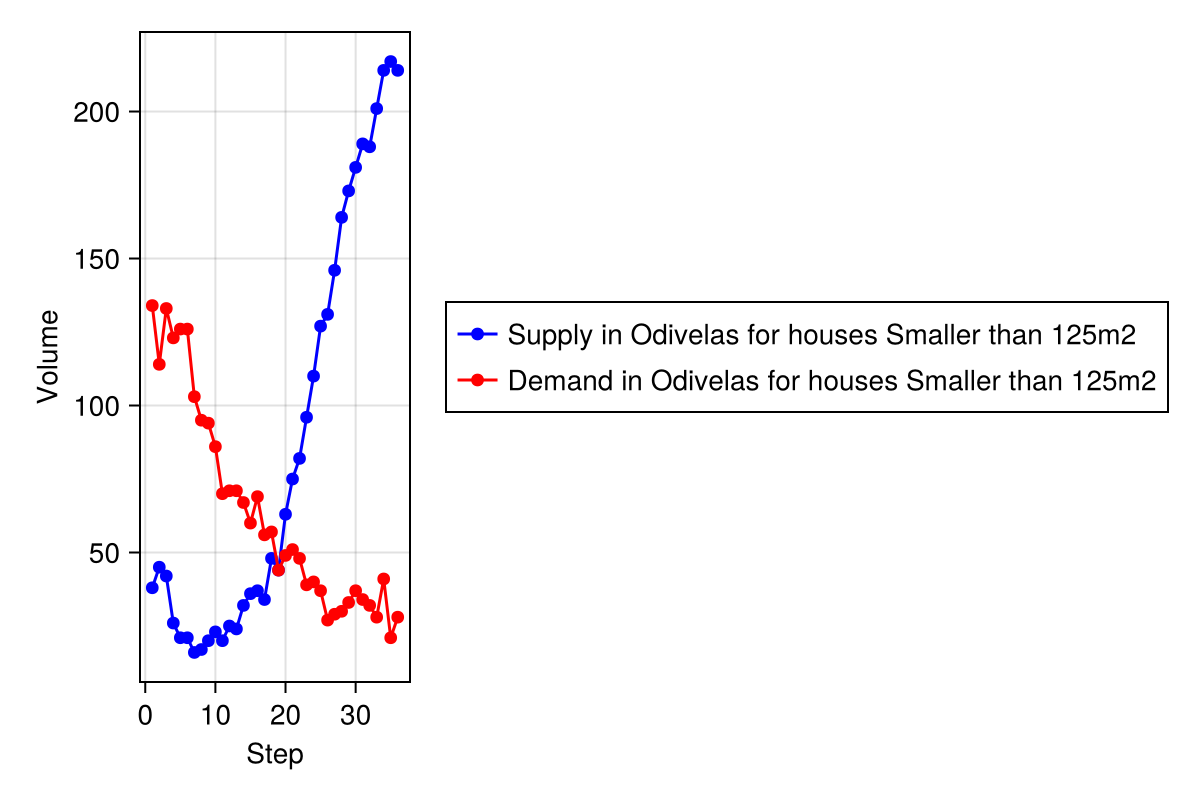 Volume
200
150
100
50
0 10 20 30
Step
Supply in Odivelas for houses Smaller than 125m2
Demand in Odivelas for houses Smaller than 125m2